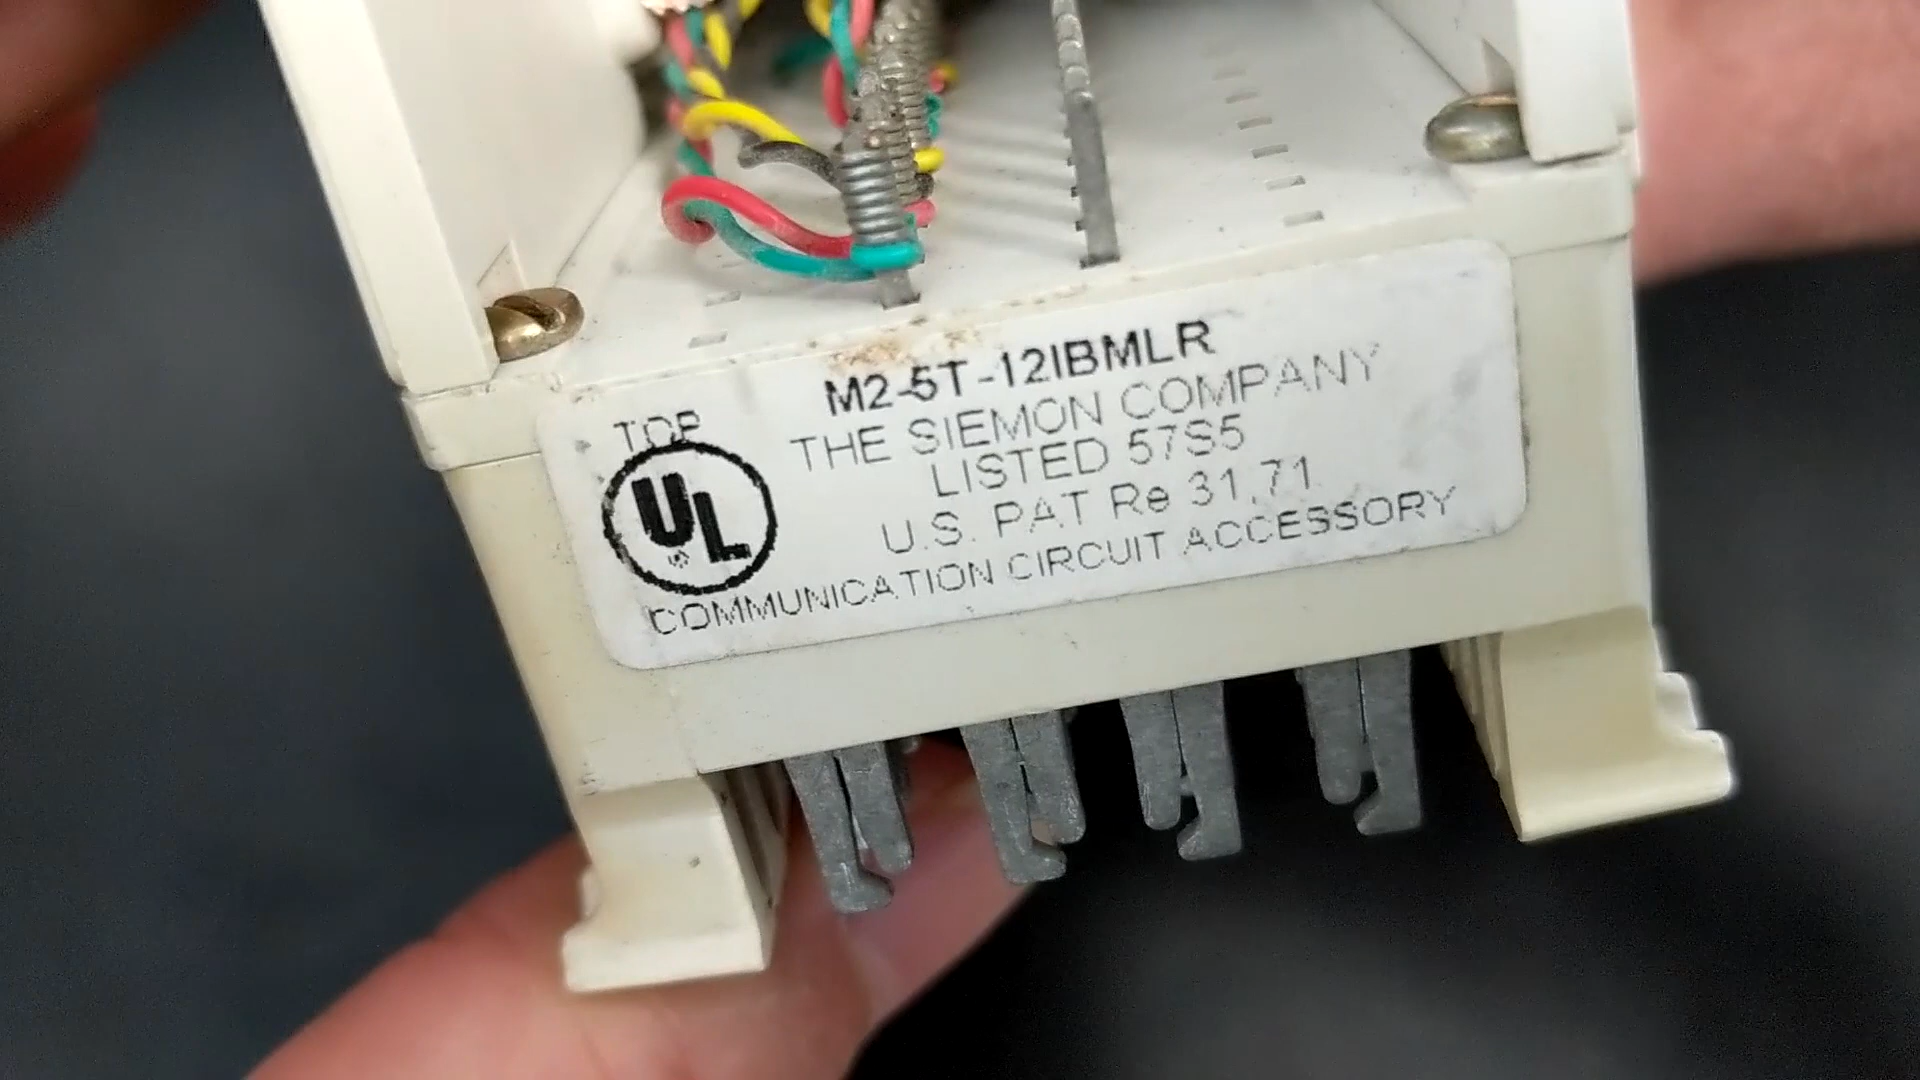 M2-5T-12IBMLR
TOP
THE SIEMON COMPANY
LISTED 57S5
U.S. PAT Re 31,71
UL
COMMUNICATION CIRCUIT ACCESSORY